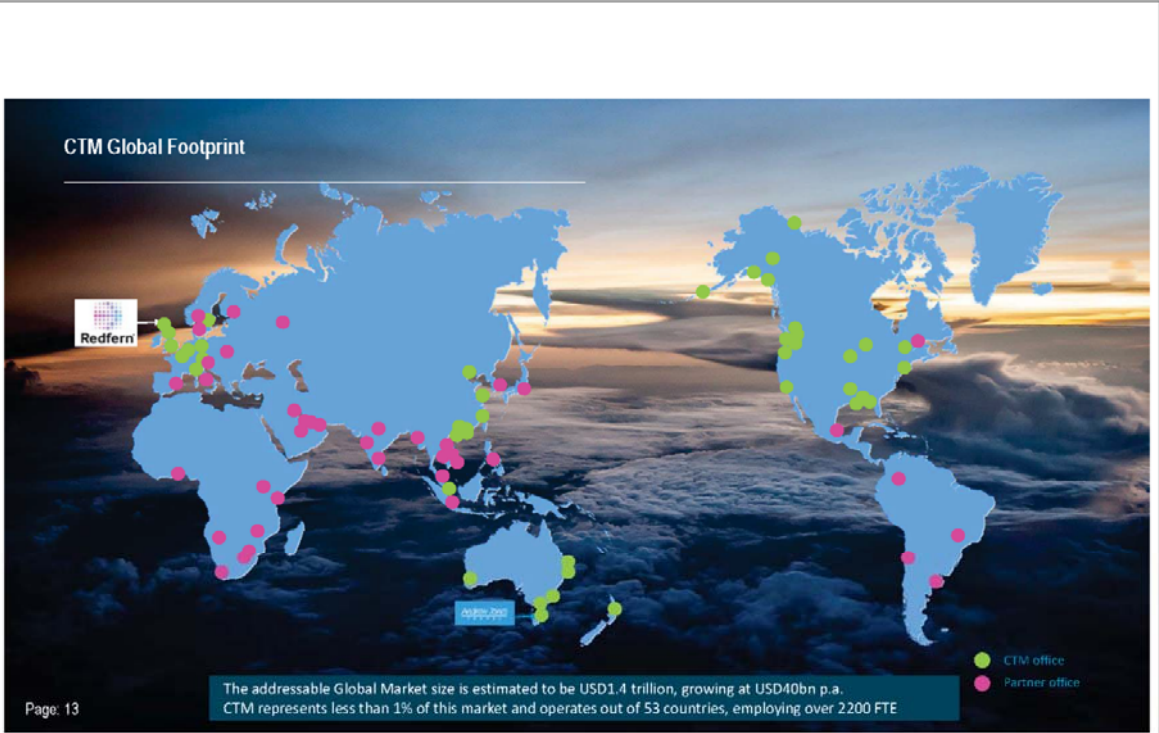 CTM Global Footprint
Redfern
CTM office
Partner office
The addressable Global Market size is estimated to be USD1.4 trillion, growing at USD40bn p.a.
CTM represents less than 1% of this market and operates out of 53 countries, employing over 2200 FTE
Page: 13